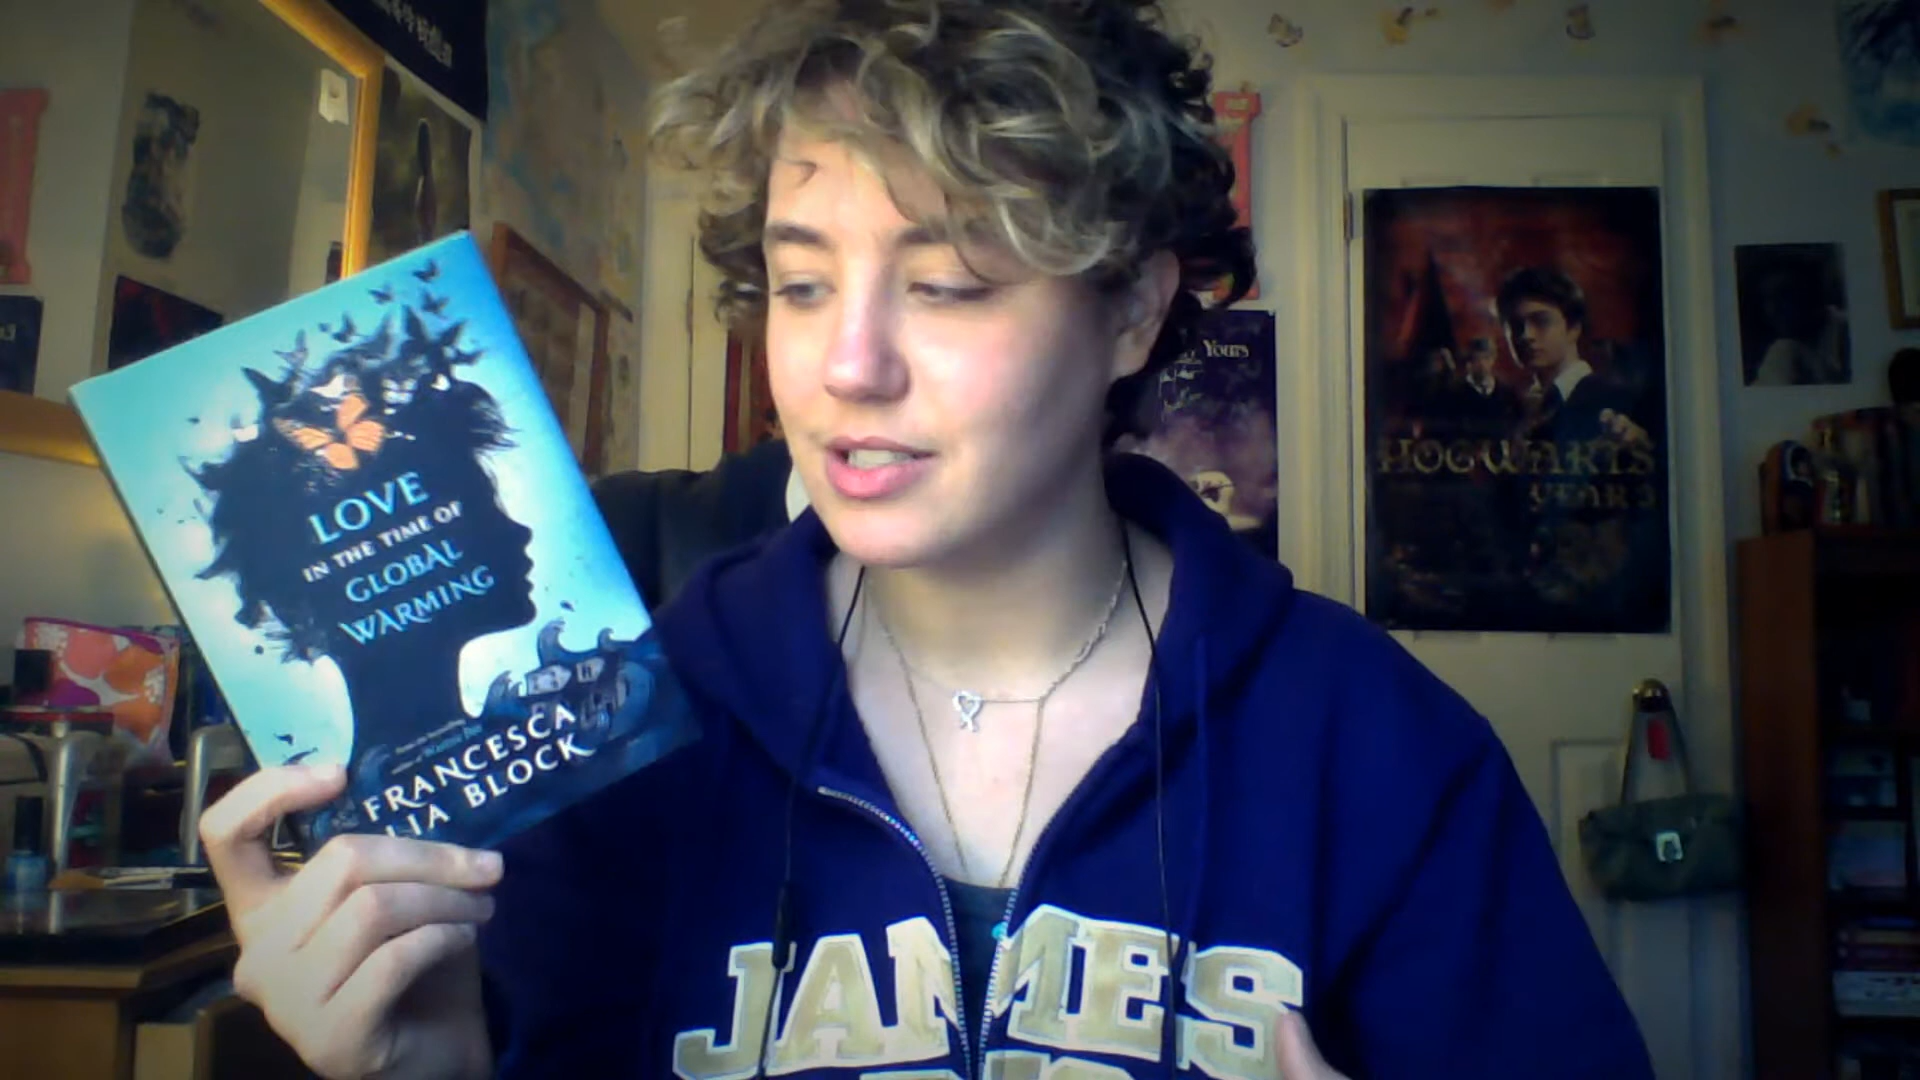 LOVE
IN THE TIME OF
GLOBAL
WARMING
FRANCESCA
LIA BLOCK
JAMES
Yours
HOGWARTS
YEAR 3